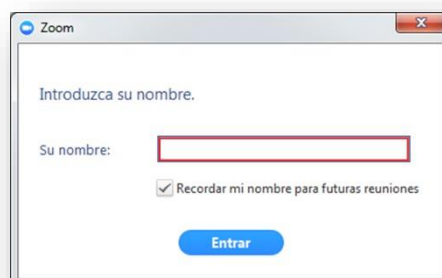 Zoom
Introduzca su nombre.
Su nombre:
Recordar mi nombre para futuras reuniones
Entrar